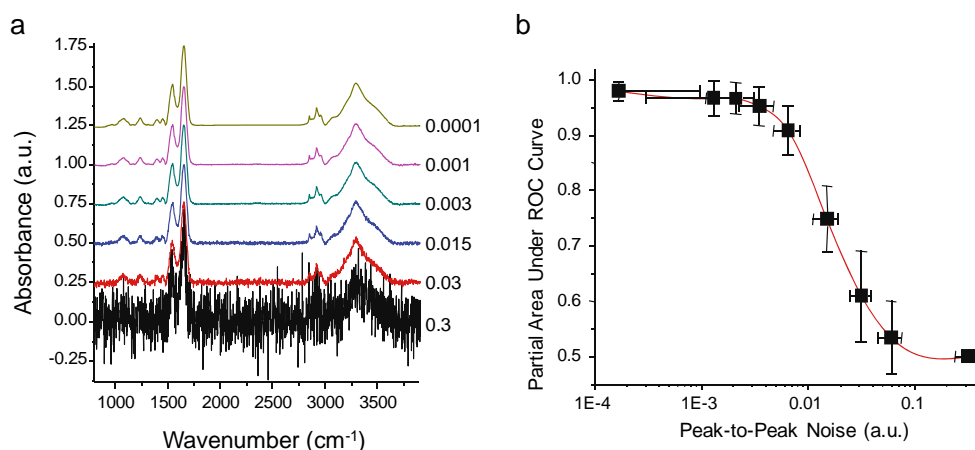 a
1.75
1.25
1.00
0.75
0.50
0.25
0.00
-0.25
Absorbance (a.u.)
0.0001
0.001
0.003
0.015
0.03
0.3
1000 1500 2000 2500 3000 3500
Wavenumber (cm-1)
b
1.0
0.9
0.8
0.7
0.6
0.5
Partial Area Under ROC Curve
1E-4 1E-3 0.01 0.1
Peak-to-Peak Noise (a.u.)